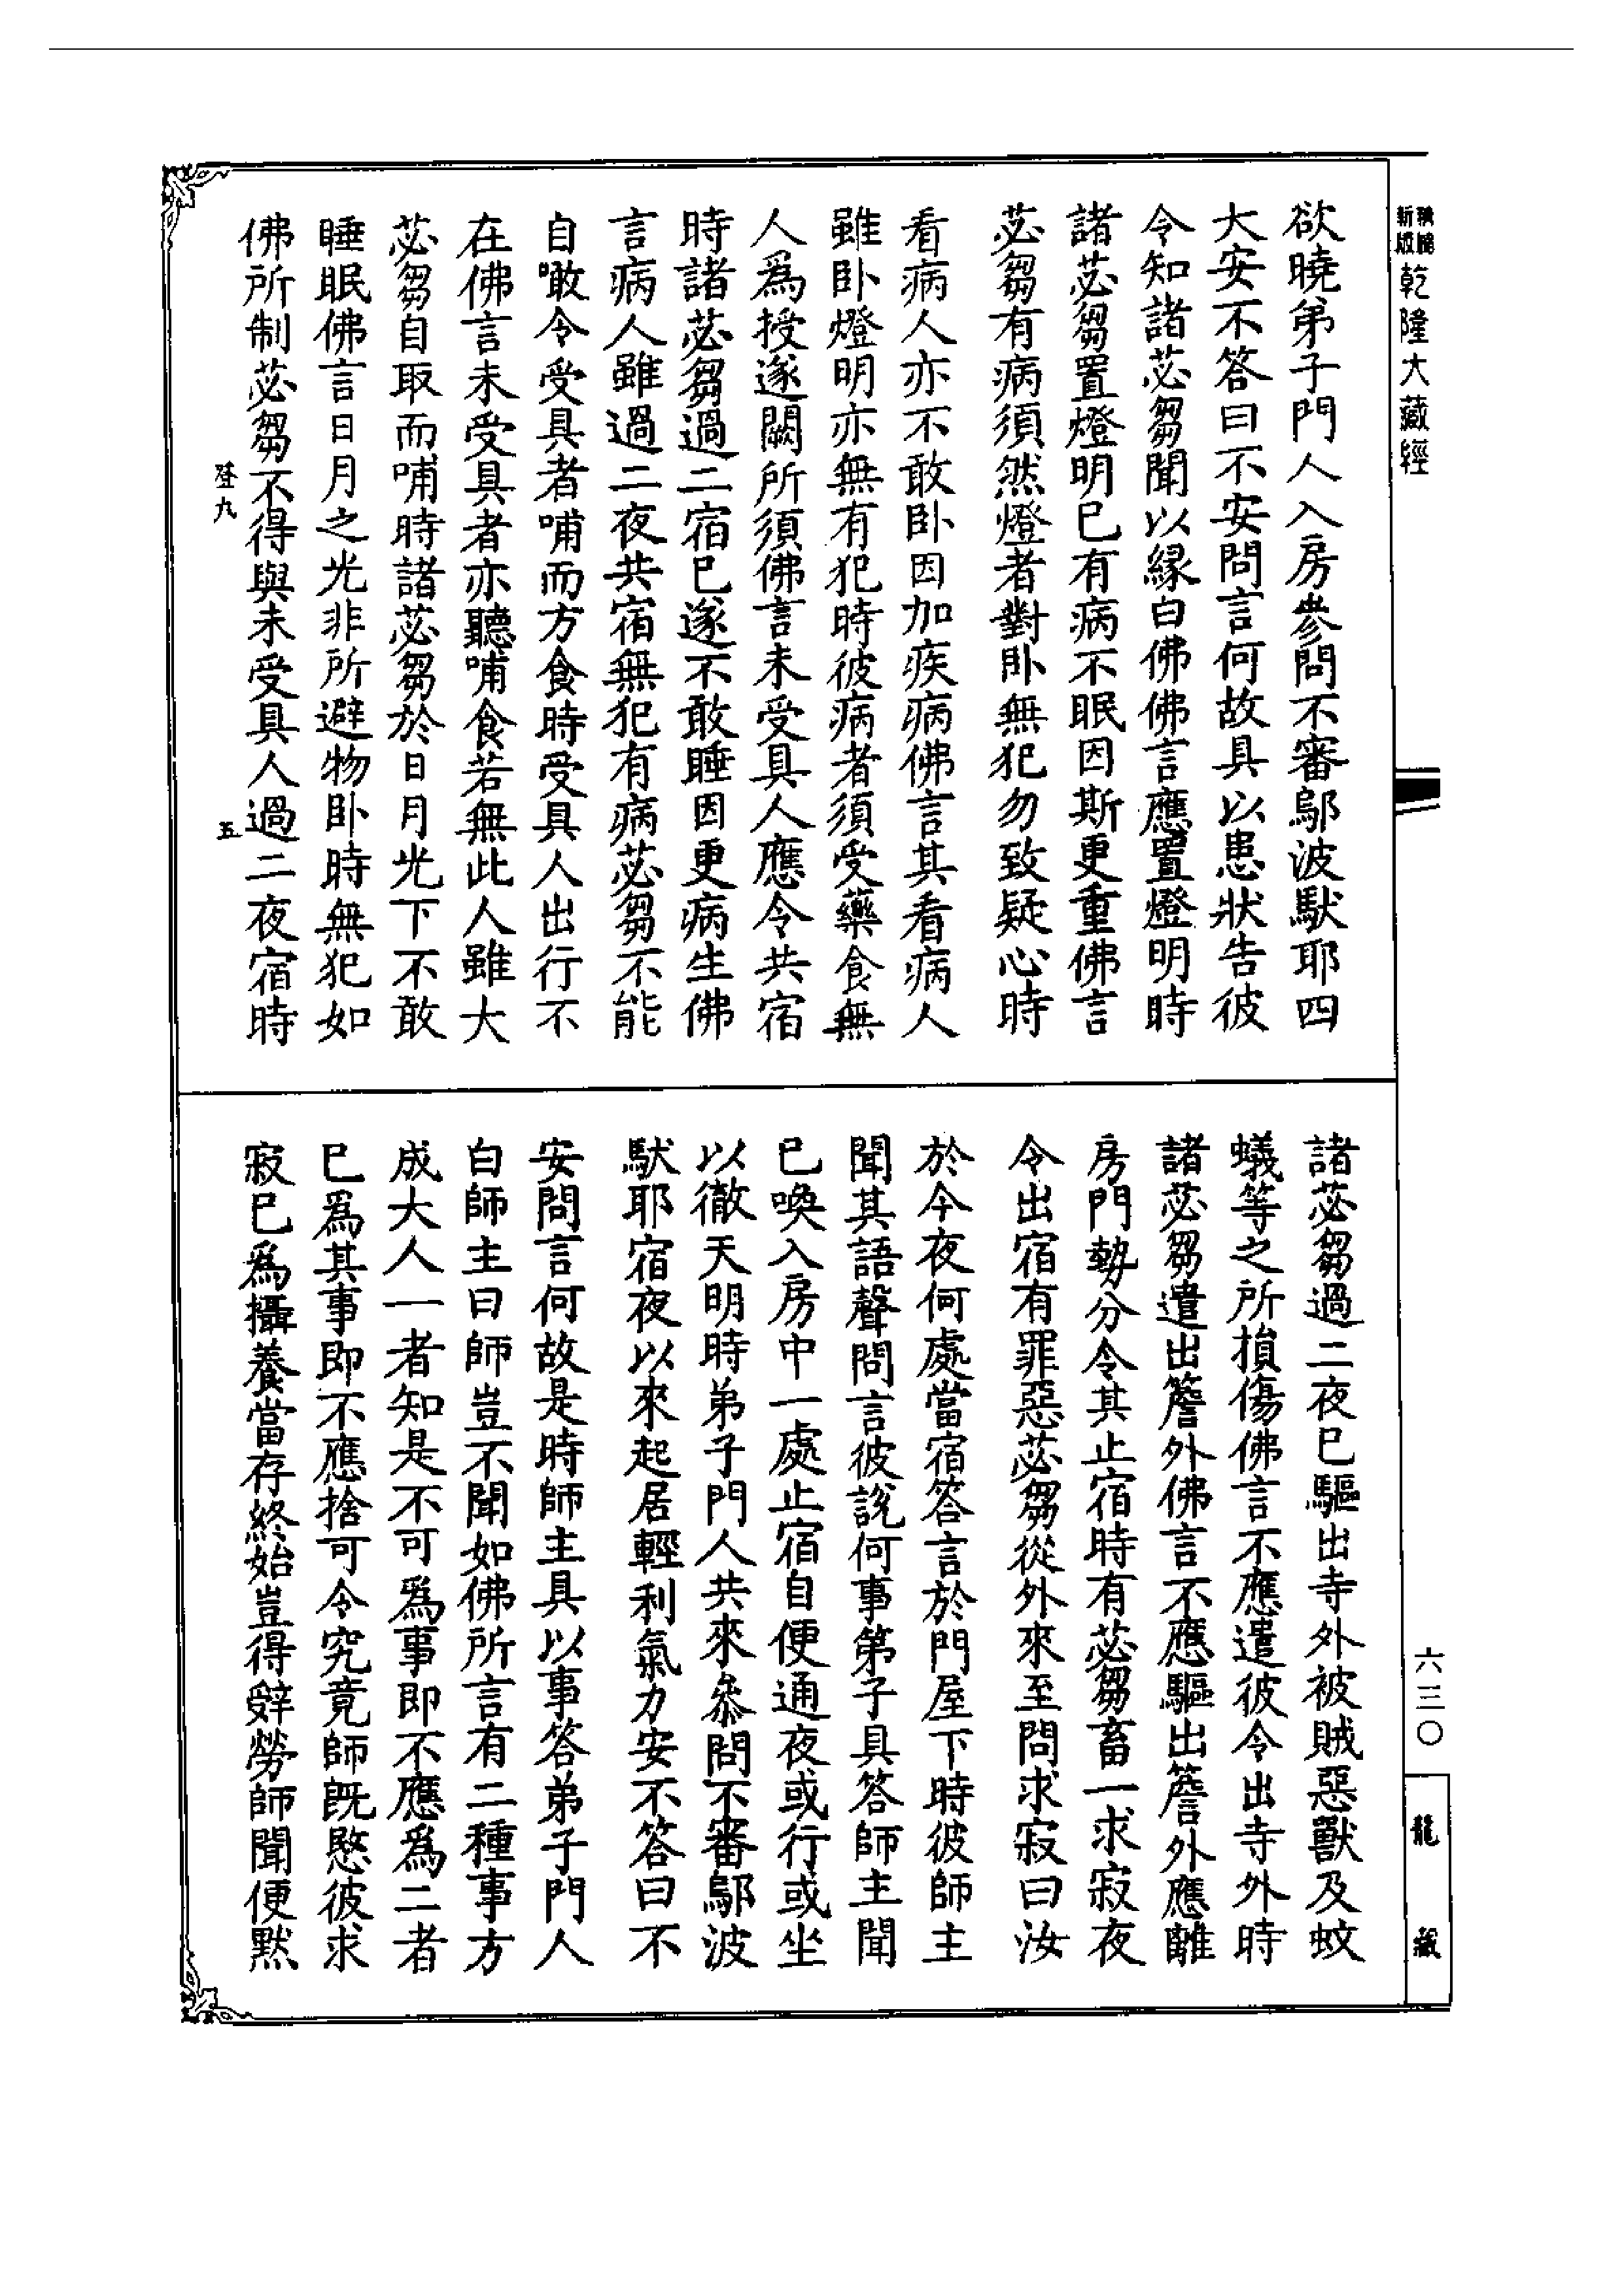 新版
乾隆大藏經
欲曉弟子門人入房參問不審鄔波馱耶四
大安不答曰不安問言何故具以患狀告彼
令知諸苾芻聞以緣白佛佛言應置燈明時
諸苾芻置燈明已有病不眠因斯更重佛言
苾芻有病須然燈者對卧無犯勿致疑心時
看病人亦不敢卧因加疾病佛言其看病人
雖卧燈明亦無有犯時彼病者須受藥食無
人爲授遂闕所須佛言未受具人應令共宿
時諸苾芻過二宿已遂不敢睡因更病生佛
言病人雖過二夜共宿無犯有病苾芻不能
自噉令受具者哺而方食時受具人出行不
在佛言未受具者亦聽哺食若無此人雖大
苾芻自取而哺時諸苾芻於日月光下不敢
睡眠佛言日月之光非所避物卧時無犯如
佛所制苾芻不得與未受具人過二夜宿時
九
五
諸苾芻過二夜已驅出寺外被賊惡獸及蚊
蟻等之所損傷佛言不應遣彼令出寺外時
諸苾芻遣出簷外佛言不應驅出簷外應離
房門勢分令其止宿時有苾芻畜一求寂夜
令出宿有罪惡苾芻從外來至問求寂曰汝
於今夜何處當宿答言於門屋下時彼師主
聞其語聲問言彼說何事第子具答師主聞
已喚入房中一處止宿自便通夜或行或坐
以徹天明時弟子門人共來叅問不審鄔波
馱耶宿夜以來起居輕利氣力安不答曰不
安問言何故是時師主具以事答弟子門人
白師主曰師豈不聞如佛所言有二種事方
成大人一者知是不可爲事即不應爲二者
已爲其事即不應捨可令究竟師既愍彼求
寂已爲攝養當存終始豈得辤勞師聞便黙
六三〇
龍藏